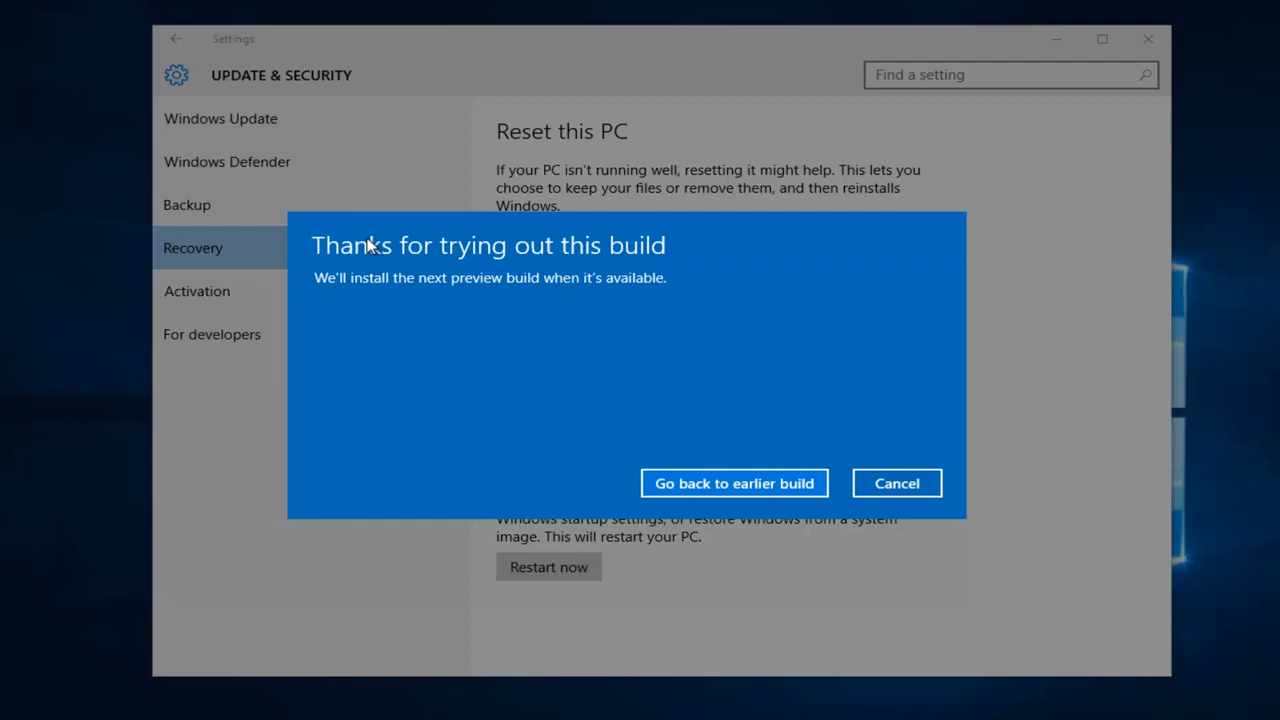 Settings
UPDATE & SECURITY
Find a setting
Windows Update
Windows Defender
Backup
Recovery
Activation
For developers
Reset this PC
If your PC isn't running well, resetting it might help. This lets you
choose to keep your files or remove them, and then reinstalls
Windows.
Thanks for trying out this build
We'll install the next preview build when it's available.
Go back to earlier build
Cancel
Windows startup settings, or restore Windows from a system
image. This will restart your PC.
Restart now